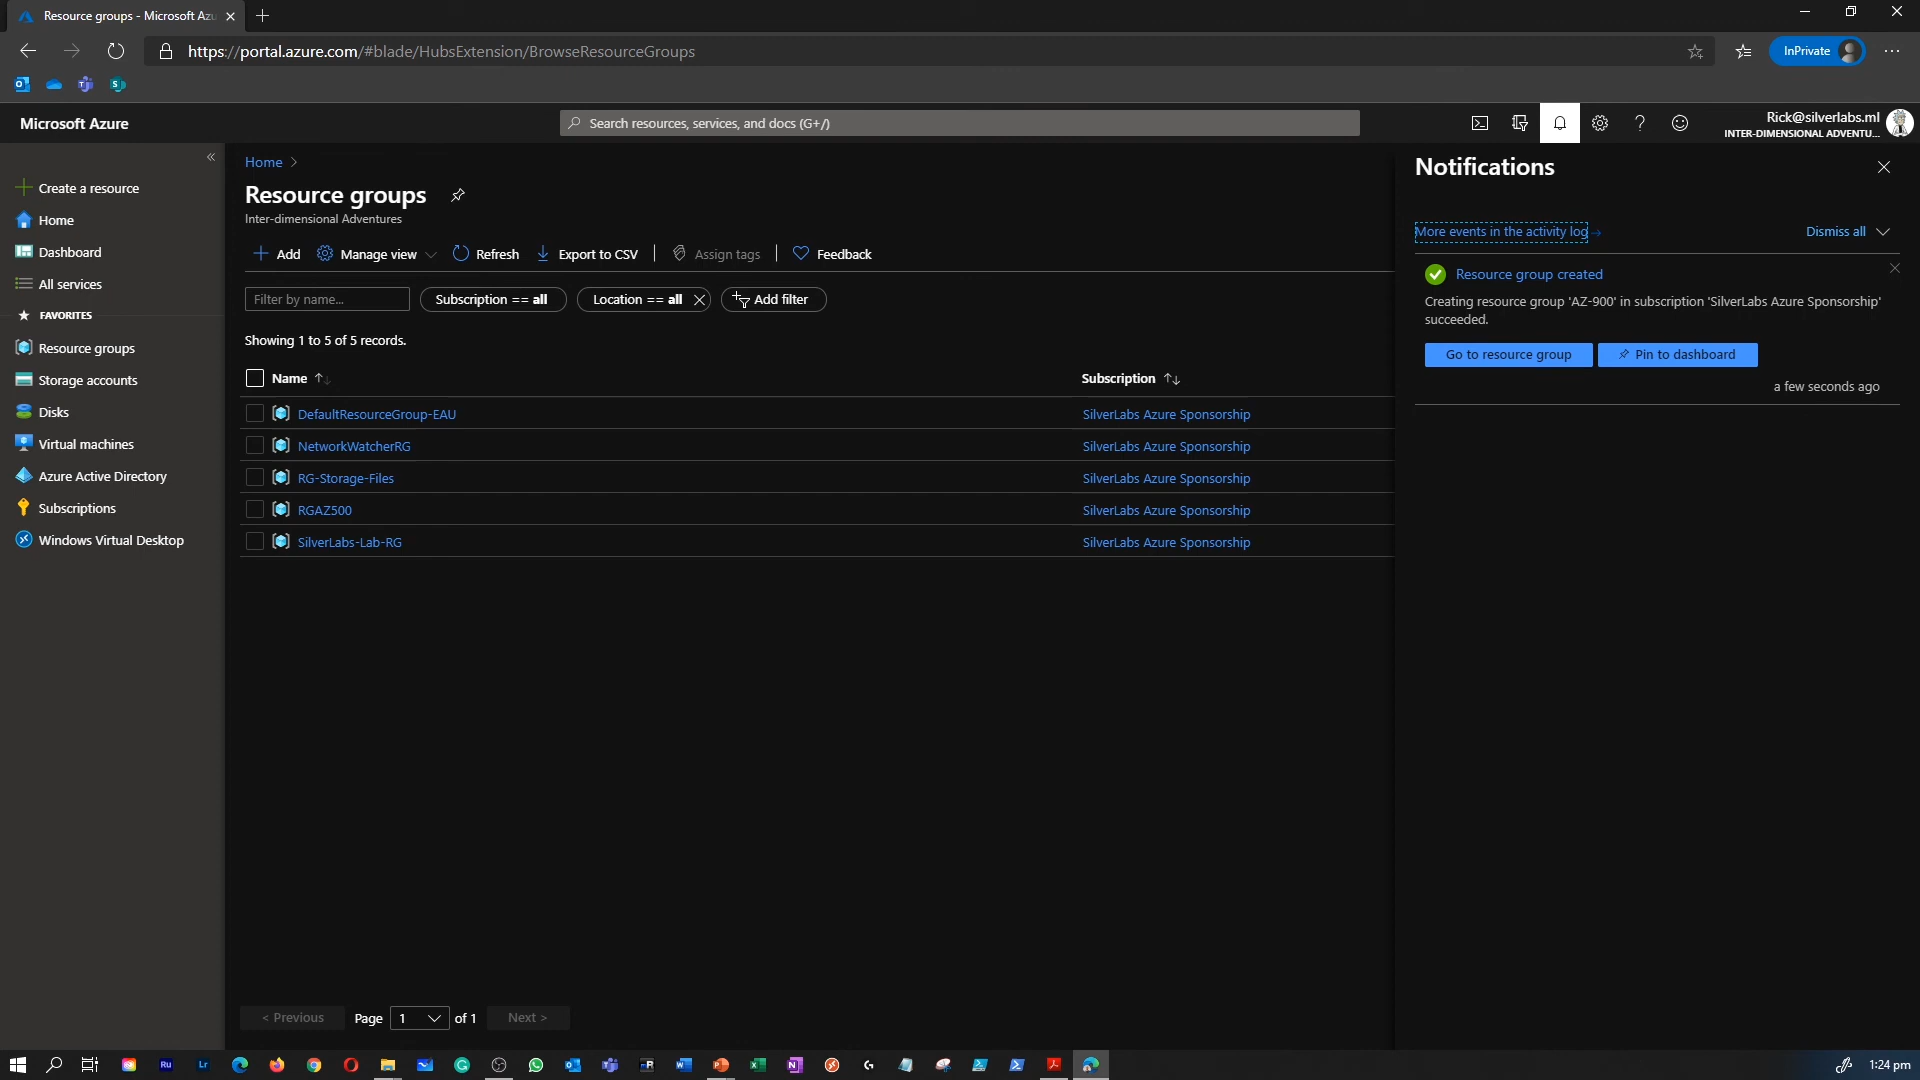 Resource groups - Microsoft Azu
https://portal.azure.com/#blade/HubsExtension/BrowseResourceGroups
InPrivate
Microsoft Azure
Search resources, services, and docs (G+/)
Rick@silverlabs.ml
INTER-DIMENSIONAL ADVENTU...
Create a resource
Home
Dashboard
All services
FAVORITES
Resource groups
Storage accounts
Disks
Virtual machines
Azure Active Directory
Subscriptions
Windows Virtual Desktop
Home >
Resource groups
Inter-dimensional Adventures
Add Manage view Refresh Export to CSV Assign tags Feedback
Filter by name... Subscription == all Location == all Add filter
Showing 1 to 5 of 5 records.
Name Subscription
DefaultResourceGroup-EAU SilverLabs Azure Sponsorship
NetworkWatcherRG SilverLabs Azure Sponsorship
RG-Storage-Files SilverLabs Azure Sponsorship
RGAZ500 SilverLabs Azure Sponsorship
SilverLabs-Lab-RG SilverLabs Azure Sponsorship
< Previous Page 1 of 1 Next >
Notifications
More events in the activity log → Dismiss all
Resource group created
Creating resource group 'AZ-900' in subscription 'SilverLabs Azure Sponsorship'
succeeded.
Go to resource group Pin to dashboard
a few seconds ago
1:24 pm